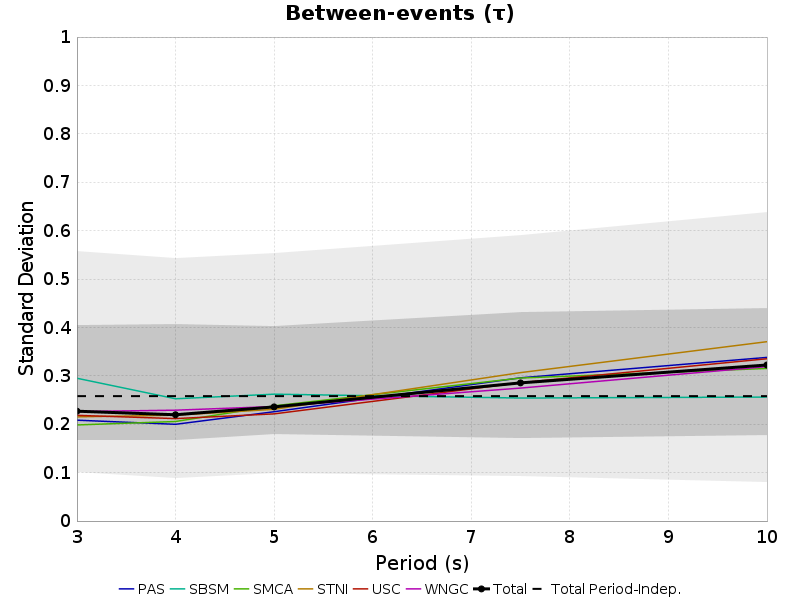 Between-events (τ)
Standard Deviation
1
0.9
0.8
0.7
0.6
0.5
0.4
0.3
0.2
0.1
0
3 4 5 6 7 8 9 10
Period (s)
PAS SBSM SMCA STNI USC WNGC Total Total Period-Indep.